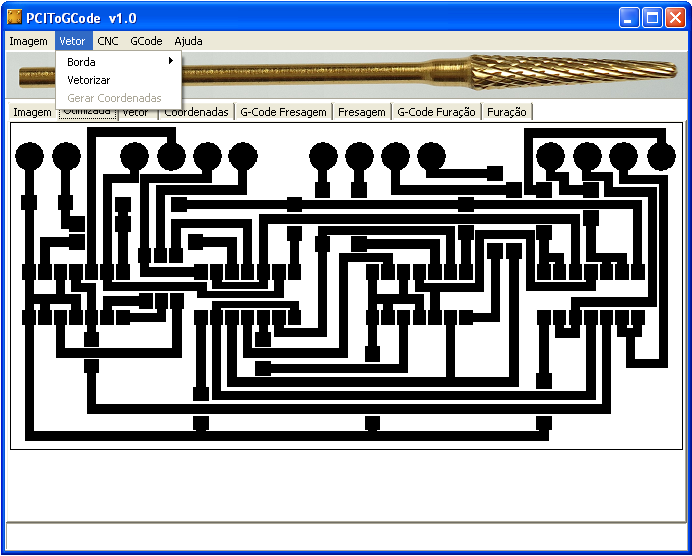 PCIToGCode v1.0
Imagem Vetor CNC GCode Ajuda
Borda
Vetorizar
Gerar Coordenadas
Imagem Otimizada Vetor Coordenadas G-Code Fresagem Fresagem G-Code Furação Furação